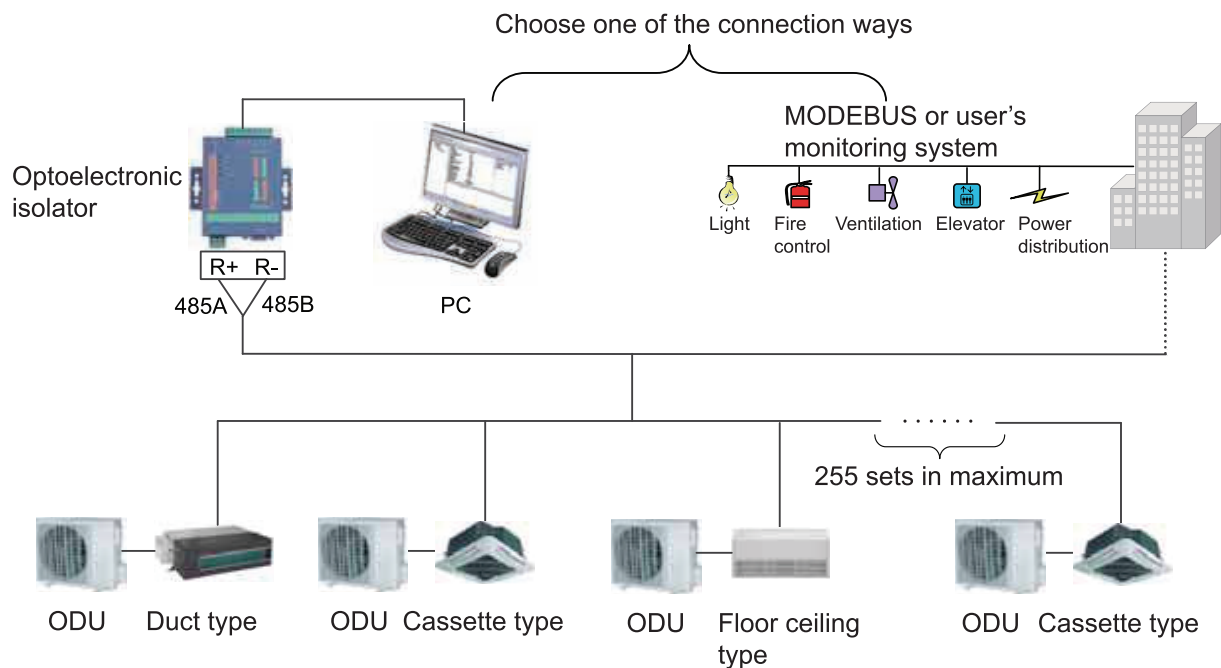 Choose one of the connection ways
MODEBUS or user's
monitoring system
Optoelectronic
isolator
Light
Fire
control
Ventilation
Elevator
Power
distribution
R+ R-
485A 485B
PC
......
255 sets in maximum
ODU Duct type
ODU Cassette type
ODU Floor ceiling
type
ODU Cassette type